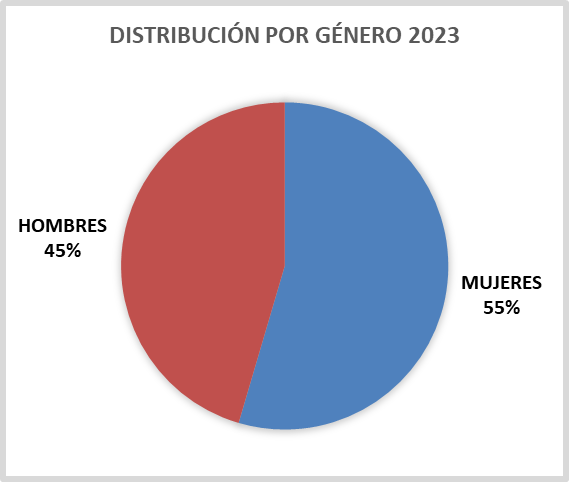 DISTRIBUCIÓN POR GÉNERO 2023
HOMBRES
45%
MUJERES
55%